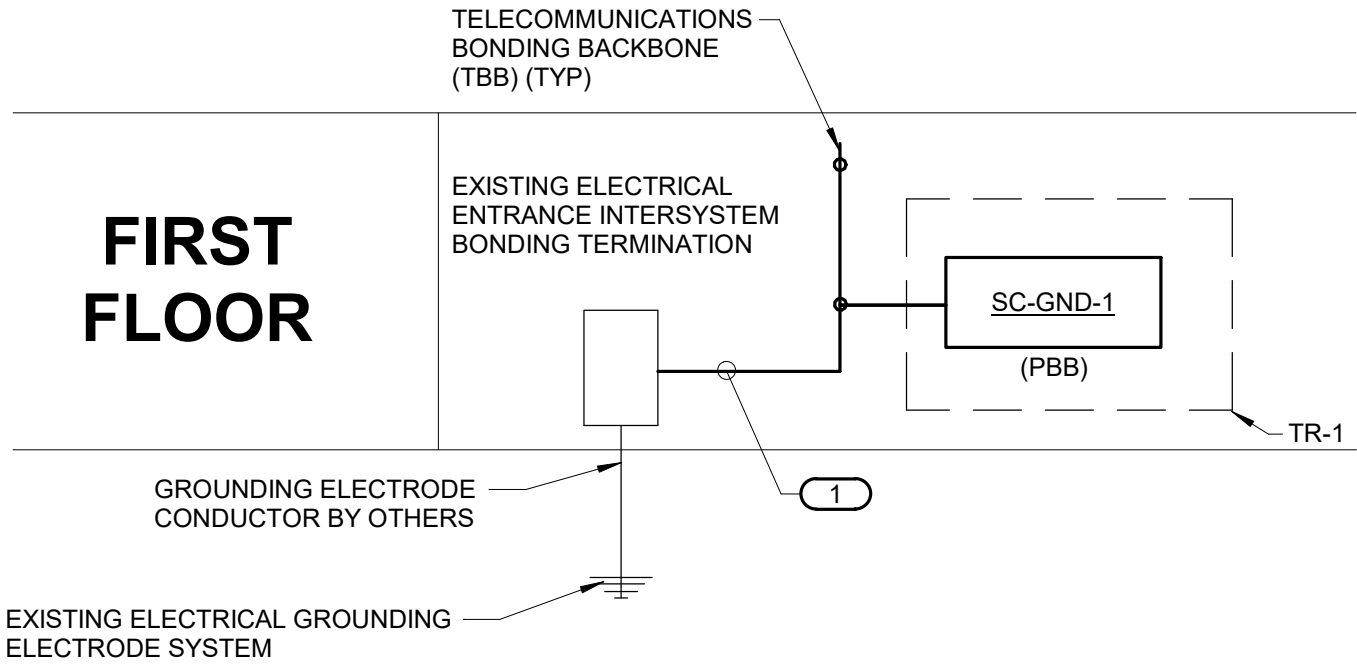 TELECOMMUNICATIONS
BONDING BACKBONE
(TBB) (TYP)
FIRST
FLOOR
EXISTING ELECTRICAL
ENTRANCE INTERSYSTEM
BONDING TERMINATION
SC-GND-1
(PBB)
TR-1
GROUNDING ELECTRODE
CONDUCTOR BY OTHERS
1
EXISTING ELECTRICAL GROUNDING
ELECTRODE SYSTEM